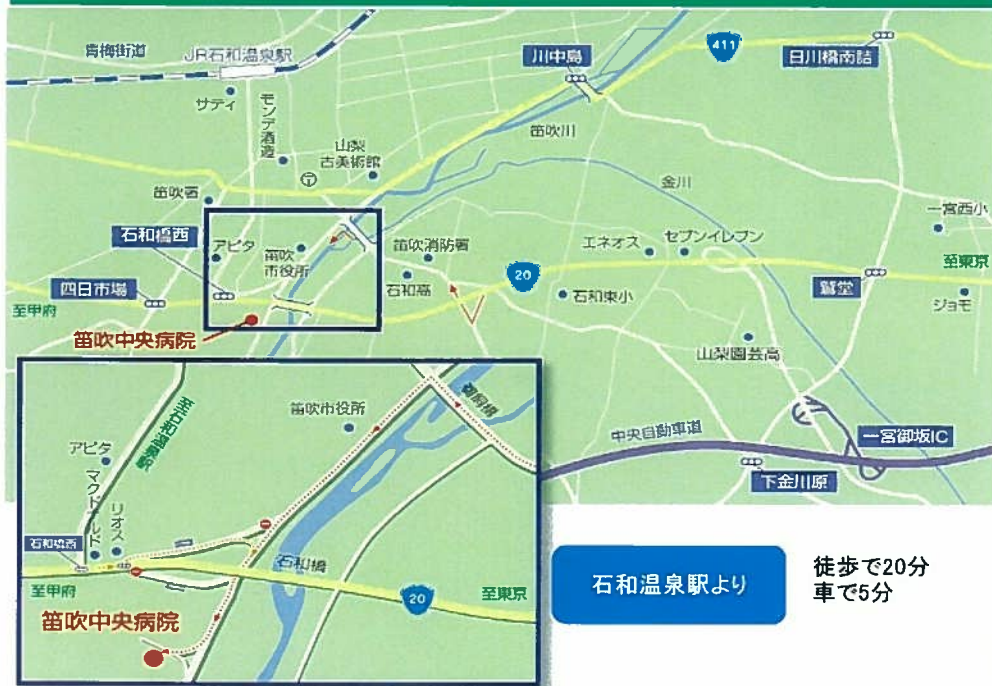 青梅街道
JR石和温泉駅
サティ
モンデ酒造
山梨
古美術館
川中島
411
日川橋南詰
笛吹川
金川
笛吹署
石和橋西
アピタ
笛吹
市役所
笛吹消防署
石和高
エネオス
セブンイレブン
一宮西小
四日市場
至甲府
20
石和東小
鵞堂
至東京
ジョモ
笛吹中央病院
山梨園芸高
中央自動車道
一宮御坂IC
下金川原
至石和温泉駅
笛吹市役所
鵜飼橋
アピタ
マクドナルド
リオス
石和橋西
石和橋
至甲府
20
至東京
笛吹中央病院
石和温泉駅より
徒歩で20分
車で5分